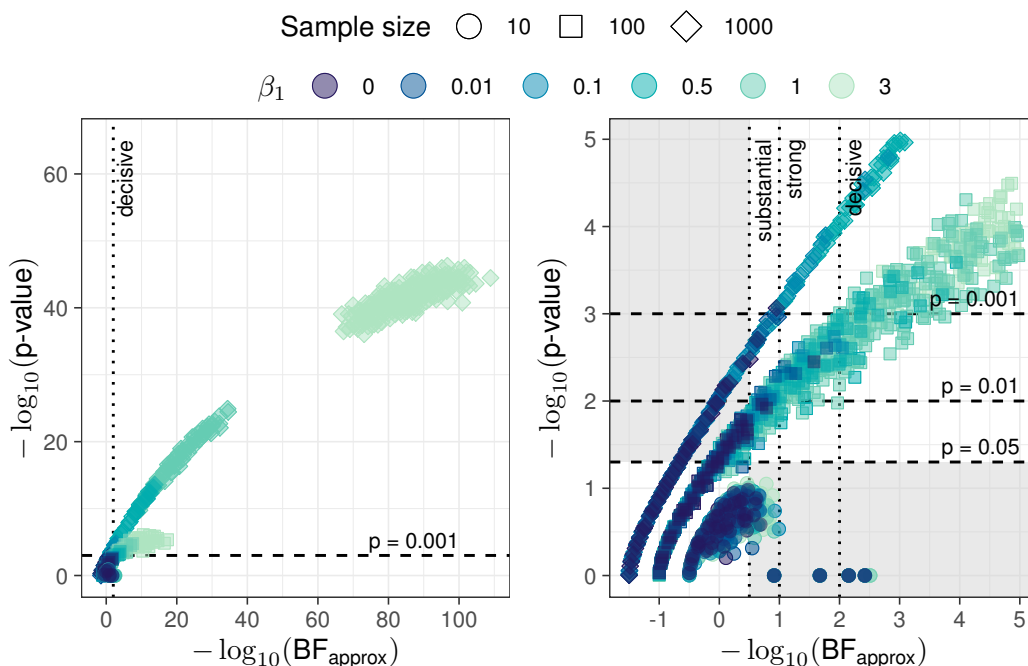 Sample size 10 100 1000
β₁ 0 0.01 0.1 0.5 1 3
60
40
20
0
0 20 40 60 80 100
− log₁₀(p-value)
− log₁₀(BFapprox)
decisive
p = 0.001
5
4
3
2
1
0
-1 0 1 2 3 4 5
− log₁₀(p-value)
− log₁₀(BFapprox)
substantial
strong
decisive
p = 0.001
p = 0.01
p = 0.05